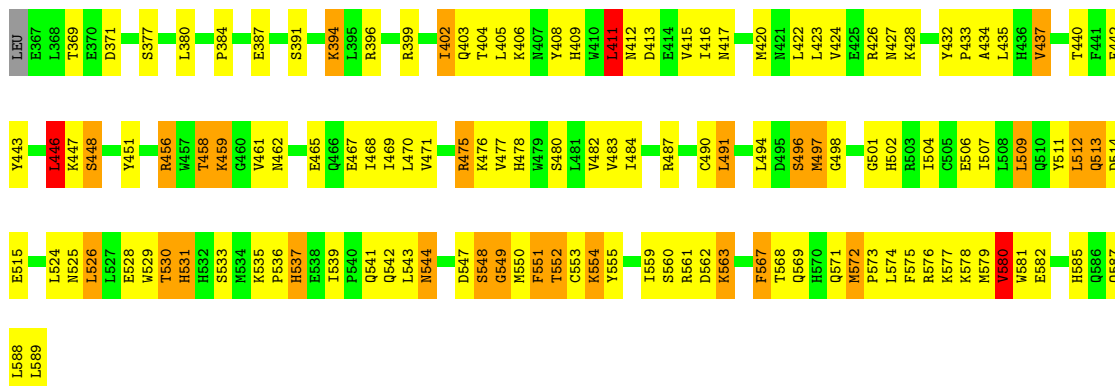 LEU E367 L368 T369 E370 D371 S377 L380 P384 E387 S391 K394 L395 R396 R399 I402 Q403 T404 L405 K406 N407 Y408 H409 W410 L411 N412 D413 E414 V415 I416 N417 M420 N421 L422 L423 V424 E425 R426 N427 K428 Y432 P433 A434 L435 H436 V437 T440 F441
Y443 L446 K447 S448 Y451 R456 W457 T458 K459 G460 V461 N462 E465 Q466 E467 I468 I469 L470 V471 R475 K476 V477 H478 W479 S480 L481 V482 V483 I484 R487 C490 L491 L494 D495 S496 M497 G498 G501 H502 R503 I504 C505 E506 I507 L508 L509 Q510 Y511 L512 Q513
E515 L524 N525 L526 L527 E528 W529 T530 H531 H532 S533 M534 K535 P536 H537 E538 I539 P540 Q541 Q542 L543 N544 D547 S548 G549 M550 F551 T552 C553 K554 Y555 I559 S560 R561 D562 K563 F567 T568 Q569 H570 Q571 M572 P573 L574 F575 R576 K577 K578 M579 V580 W581 E582 H585 Q586
L588 L589